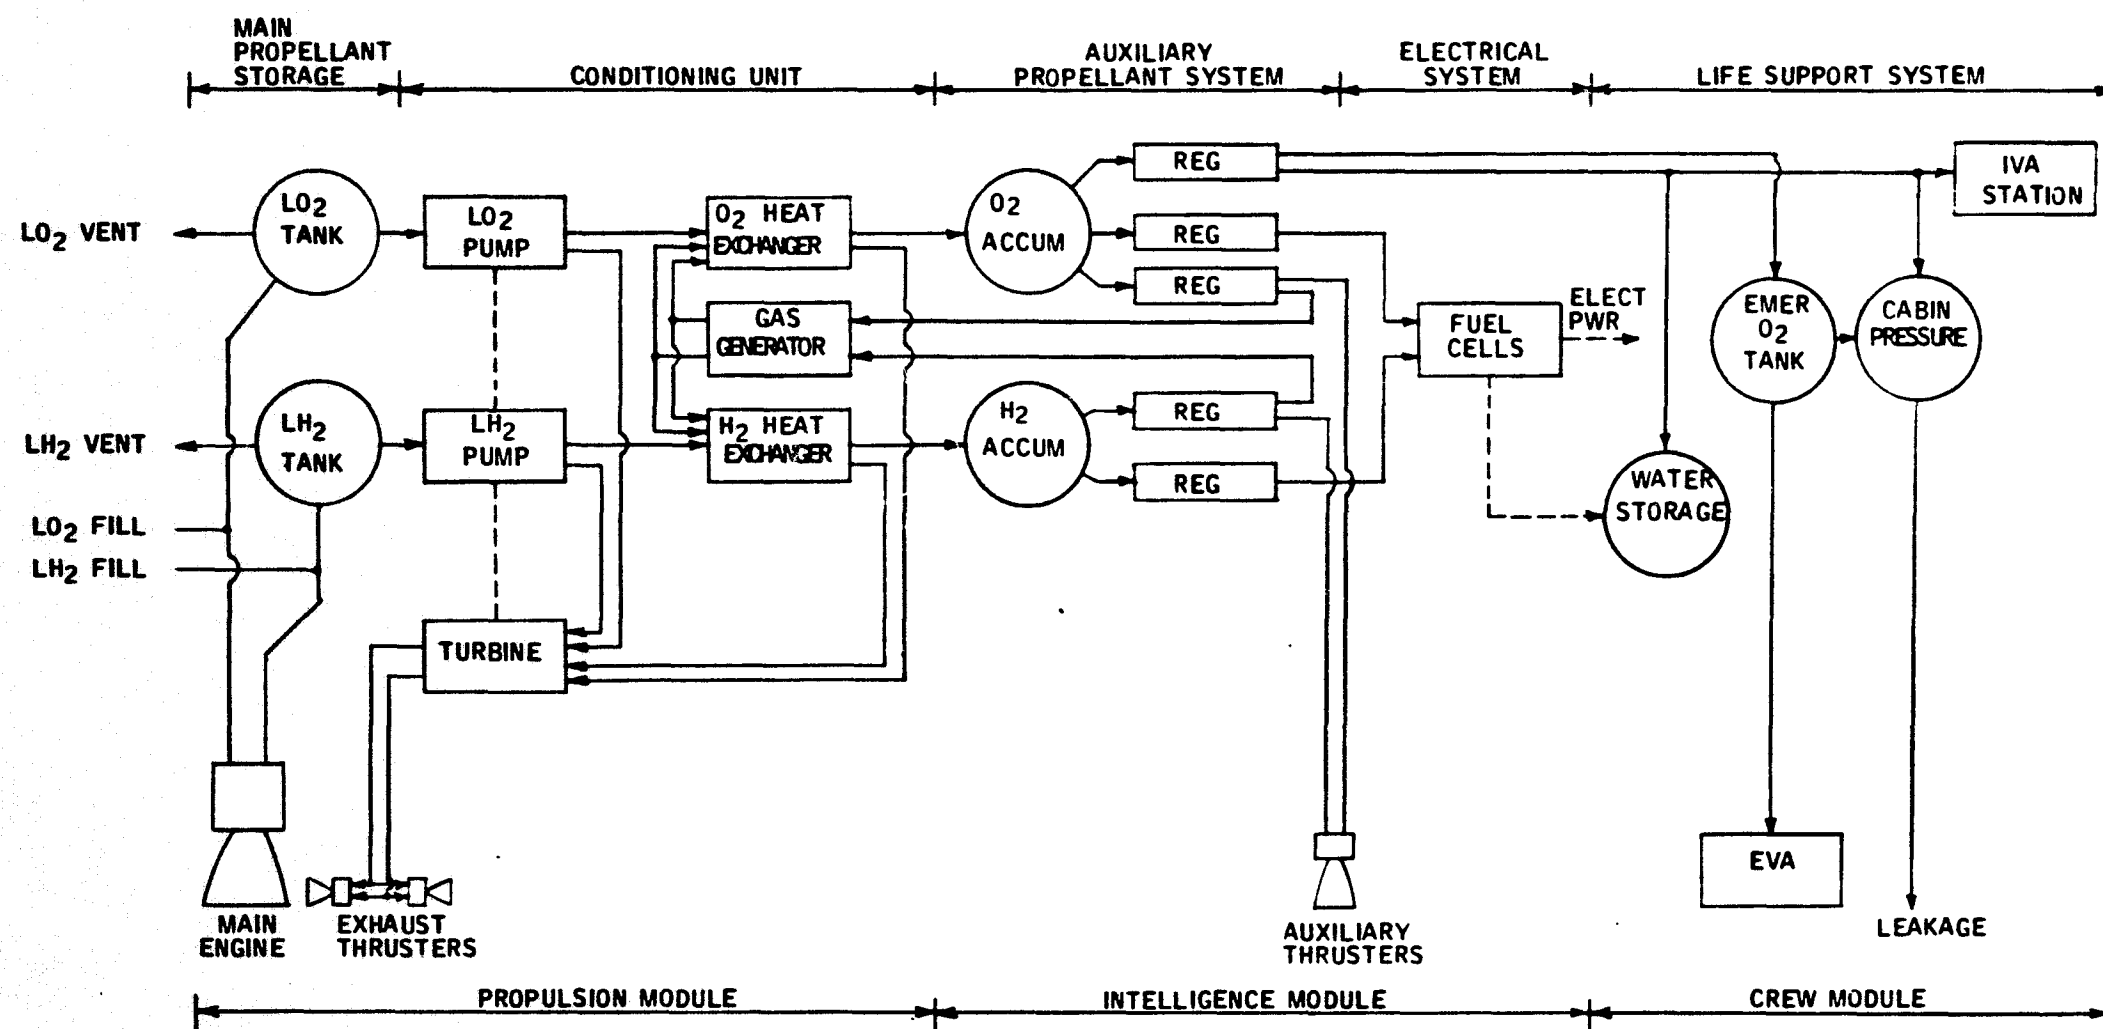 MAIN
PROPELLANT
STORAGE
CONDITIONING UNIT
AUXILIARY
PROPELLANT SYSTEM
ELECTRICAL
SYSTEM
LIFE SUPPORT SYSTEM
LO2 VENT
LO2
TANK
LO2
PUMP
O2 HEAT
EXCHANGER
O2
ACCUM
REG
REG
REG
IVA
STATION
GAS
GENERATOR
FUEL
CELLS
ELECT
PWR
EMER
O2
TANK
CABIN
PRESSURE
LH2 VENT
LH2
TANK
LH2
PUMP
H2 HEAT
EXCHANGER
H2
ACCUM
REG
REG
WATER
STORAGE
LO2 FILL
LH2 FILL
TURBINE
EVA
MAIN
ENGINE
EXHAUST
THRUSTERS
AUXILIARY
THRUSTERS
LEAKAGE
PROPULSION MODULE
INTELLIGENCE MODULE
CREW MODULE